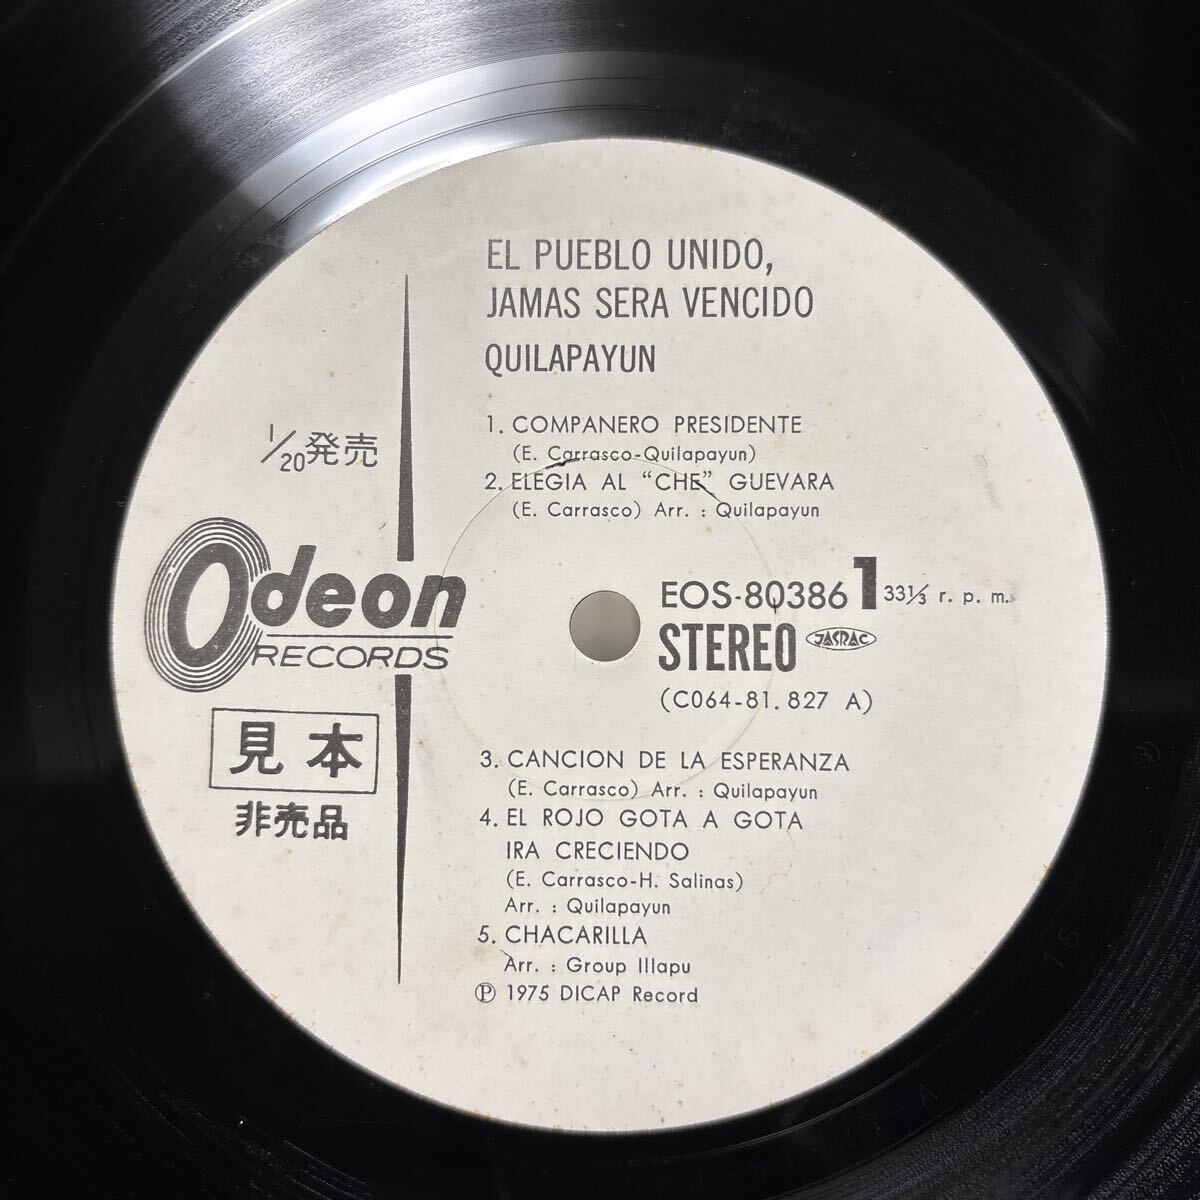 EL PUEBLO UNIDO,
JAMAS SERA VENCIDO
QUILAPAYUN
1. COMPANERO PRESIDENTE
(E. Carrasco-Quilapayun)
2. ELEGIA AL “CHE” GUEVARA
(E. Carrasco) Arr. : Quilapayun
1/20発売
Odeon
RECORDS
見本
非売品
EOS-80386 1 33⅓ r. p. m.
STEREO JASRAC
(C064-81. 827 A)
3. CANCION DE LA ESPERANZA
(E. Carrasco) Arr. : Quilapayun
4. EL ROJO GOTA A GOTA
IRA CRECIENDO
(E. Carrasco-H. Salinas)
Arr. : Quilapayun
5. CHACARILLA
Arr. : Group Illapu
Ⓟ 1975 DICAP Record